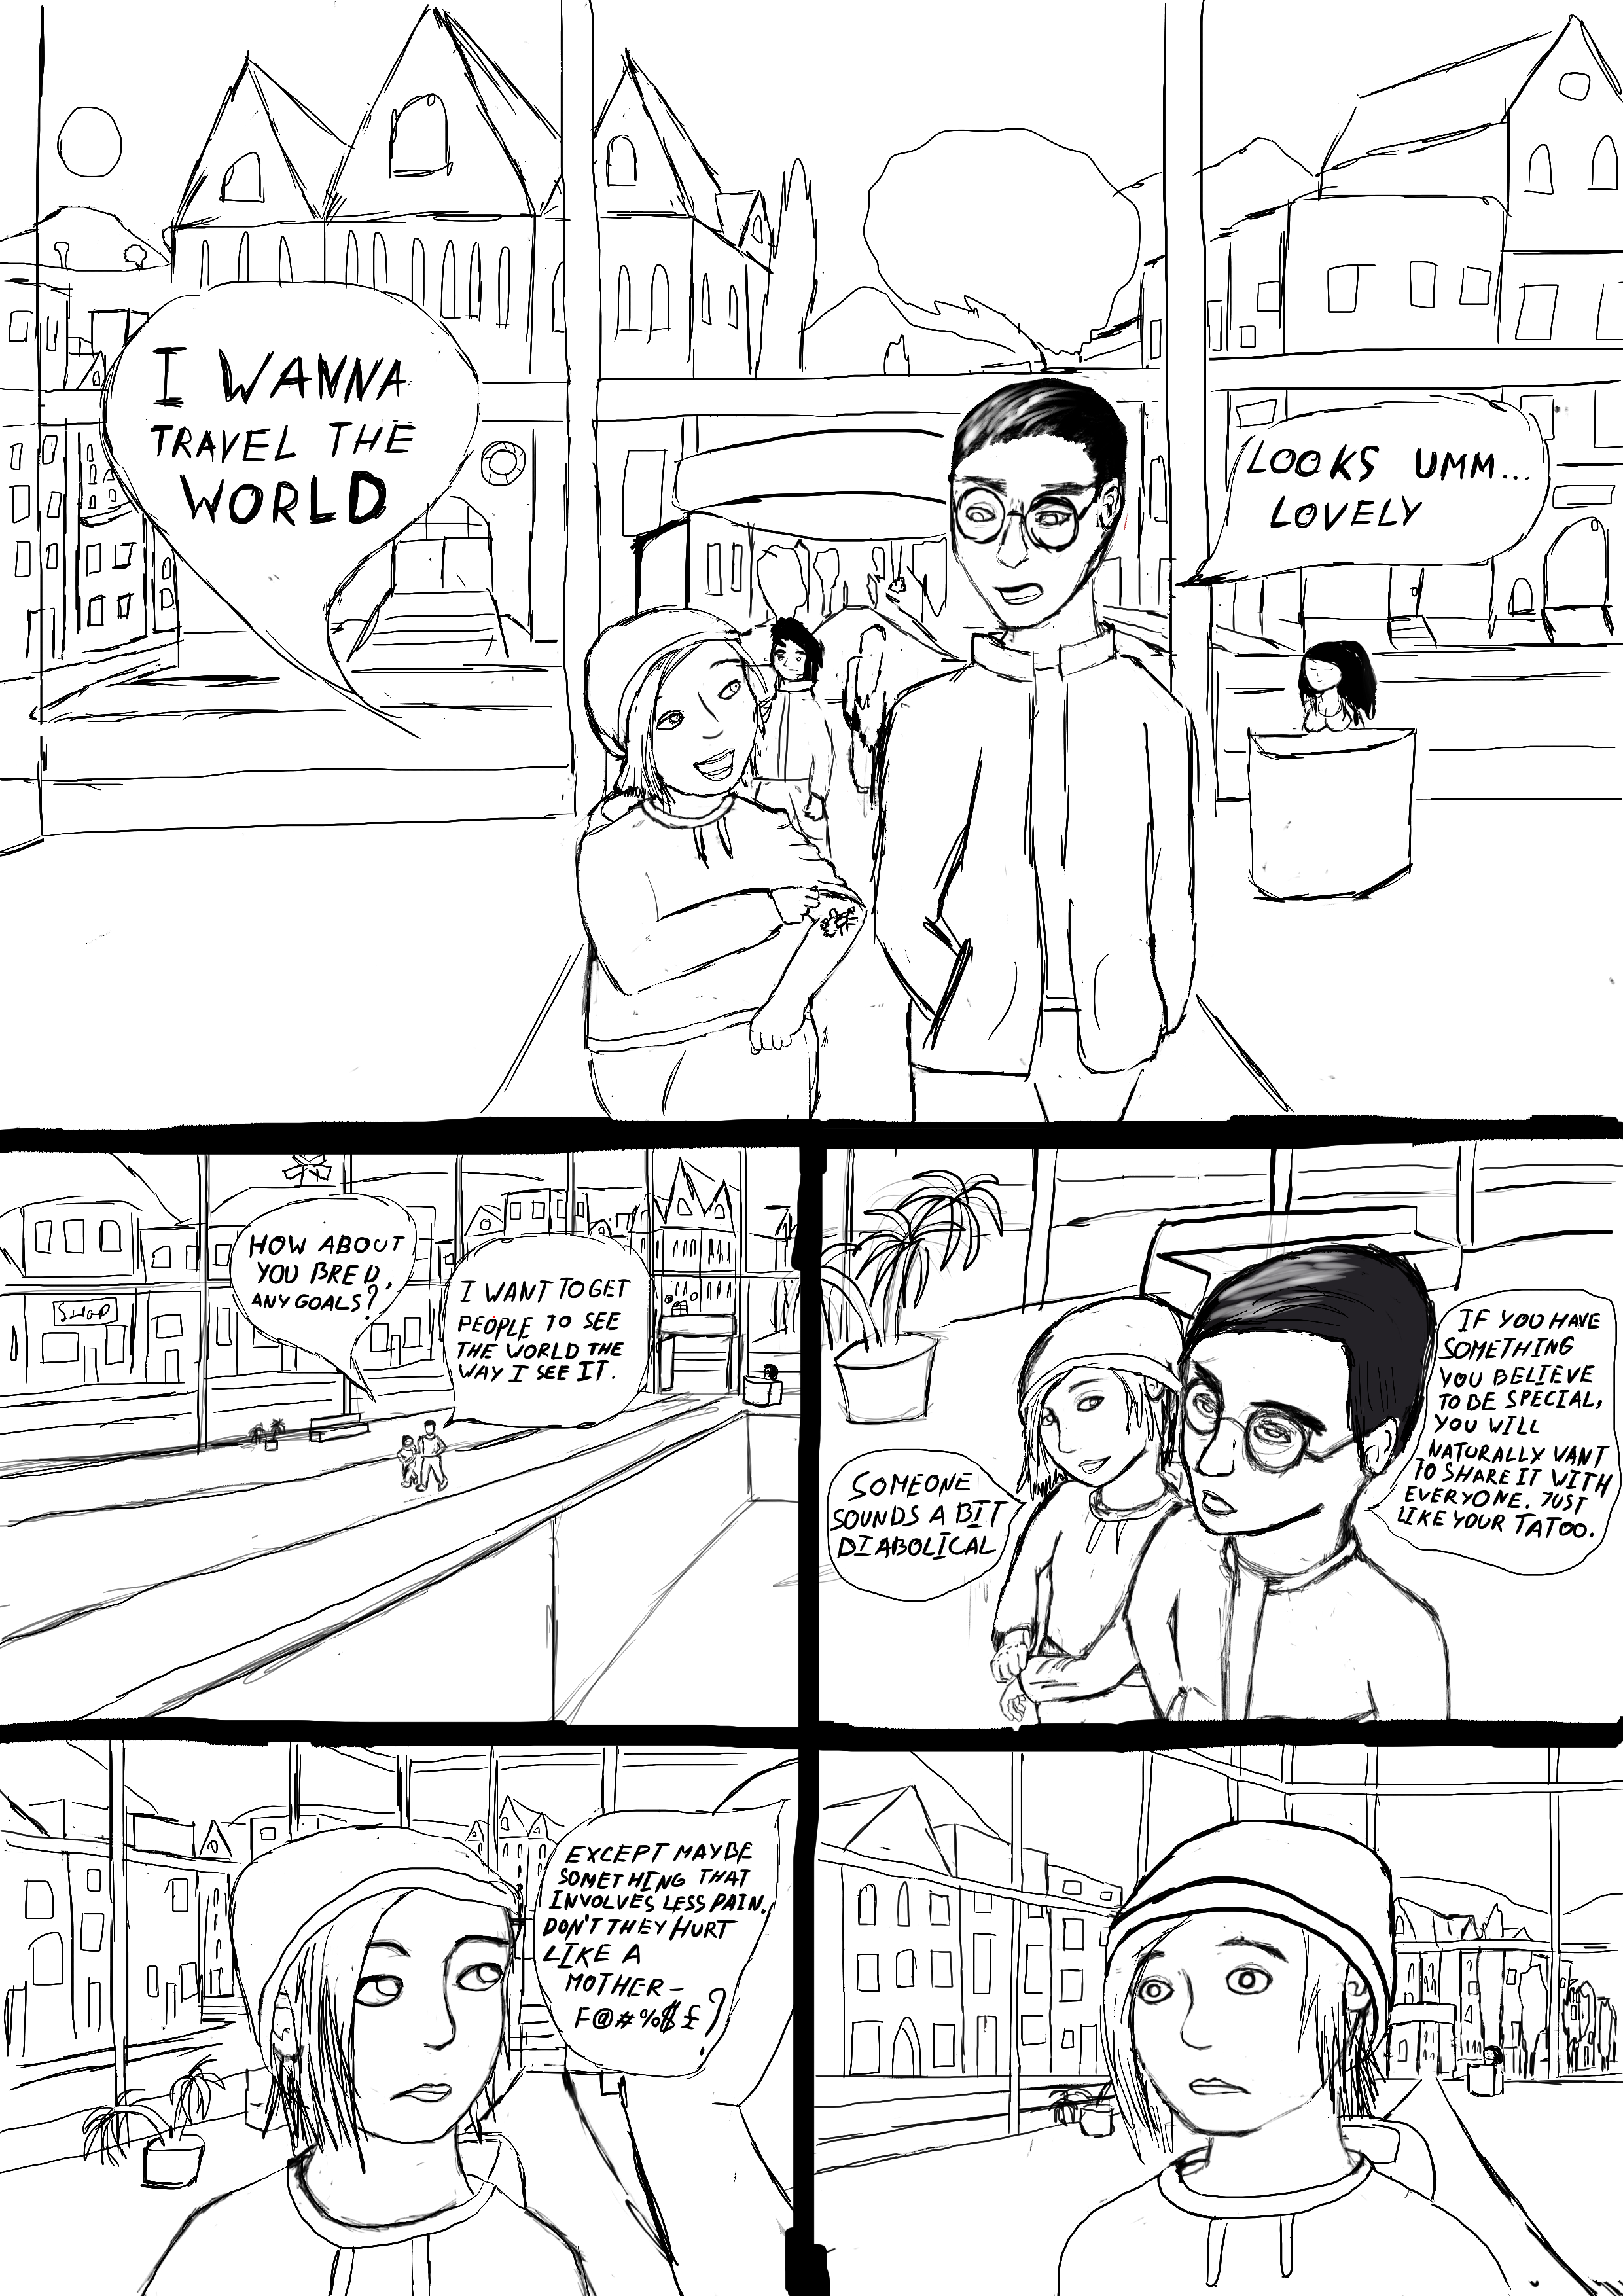 I WANNA
TRAVEL THE
WORLD
LOOKS UMM...
LOVELY
HOW ABOUT
YOU BRED,
ANY GOALS?
I WANT TO GET
PEOPLE TO SEE
THE WORLD THE
WAY I SEE IT.
SHOP
IF YOU HAVE
SOMETHING
YOU BELIEVE
TO BE SPECIAL,
YOU WILL
NATURALLY WANT
TO SHARE IT WITH
EVERYONE. JUST
LIKE YOUR TATOO.
SOMEONE
SOUNDS A BIT
DIABOLICAL
EXCEPT MAYBE
SOMETHING THAT
INVOLVES LESS PAIN.
DON'T THEY HURT
LIKE A
MOTHER-
F@#%$£?